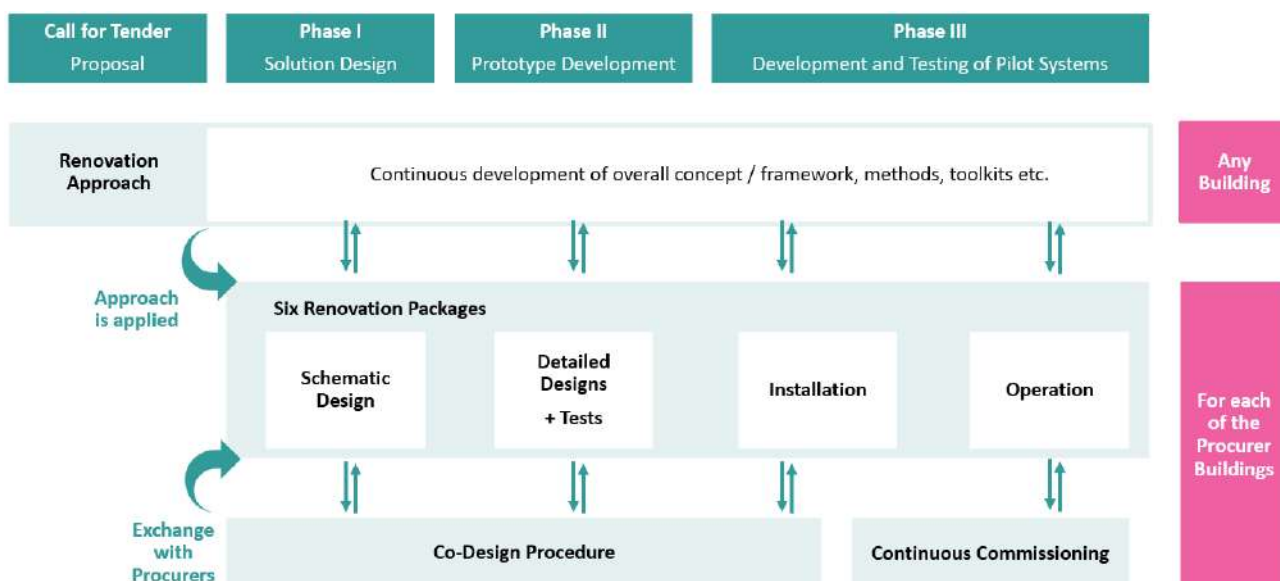 Call for Tender
Proposal
Phase I
Solution Design
Phase II
Prototype Development
Phase III
Development and Testing of Pilot Systems
Renovation
Approach
Continuous development of overall concept / framework, methods, toolkits etc.
Any
Building
Approach
is applied
Six Renovation Packages
Schematic
Design
Detailed
Designs
+ Tests
Installation
Operation
For each
of the
Procurer
Buildings
Exchange
with
Procurers
Co-Design Procedure
Continuous Commissioning